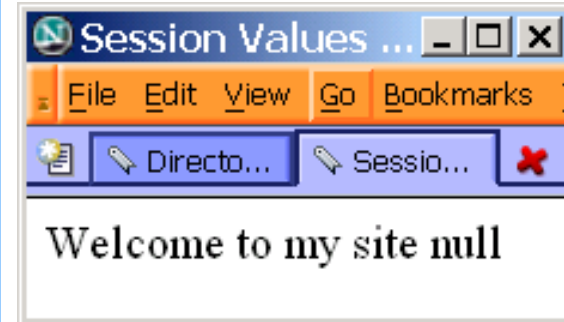 Session Values ...
File Edit View Go Bookmarks
Directo... Sessio...
Welcome to my site null